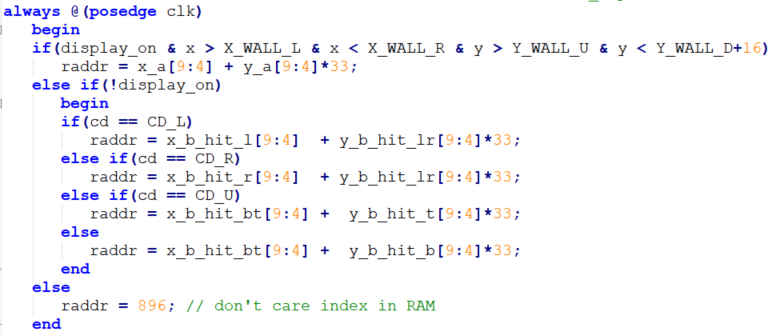 always @(posedge clk)
begin
if(display_on & x > X_WALL_L & x < X_WALL_R & y > Y_WALL_U & y < Y_WALL_D+16)
raddr = x_a[9:4] + y_a[9:4]*33;
else if(!display_on)
begin
if(cd == CD_L)
raddr = x_b_hit_l[9:4]  + y_b_hit_lr[9:4]*33;
else if(cd == CD_R)
raddr = x_b_hit_r[9:4]  + y_b_hit_lr[9:4]*33;
else if(cd == CD_U)
raddr = x_b_hit_bt[9:4] +  y_b_hit_t[9:4]*33;
else
raddr = x_b_hit_bt[9:4] +  y_b_hit_b[9:4]*33;
end
else
raddr = 896; // don't care index in RAM
end